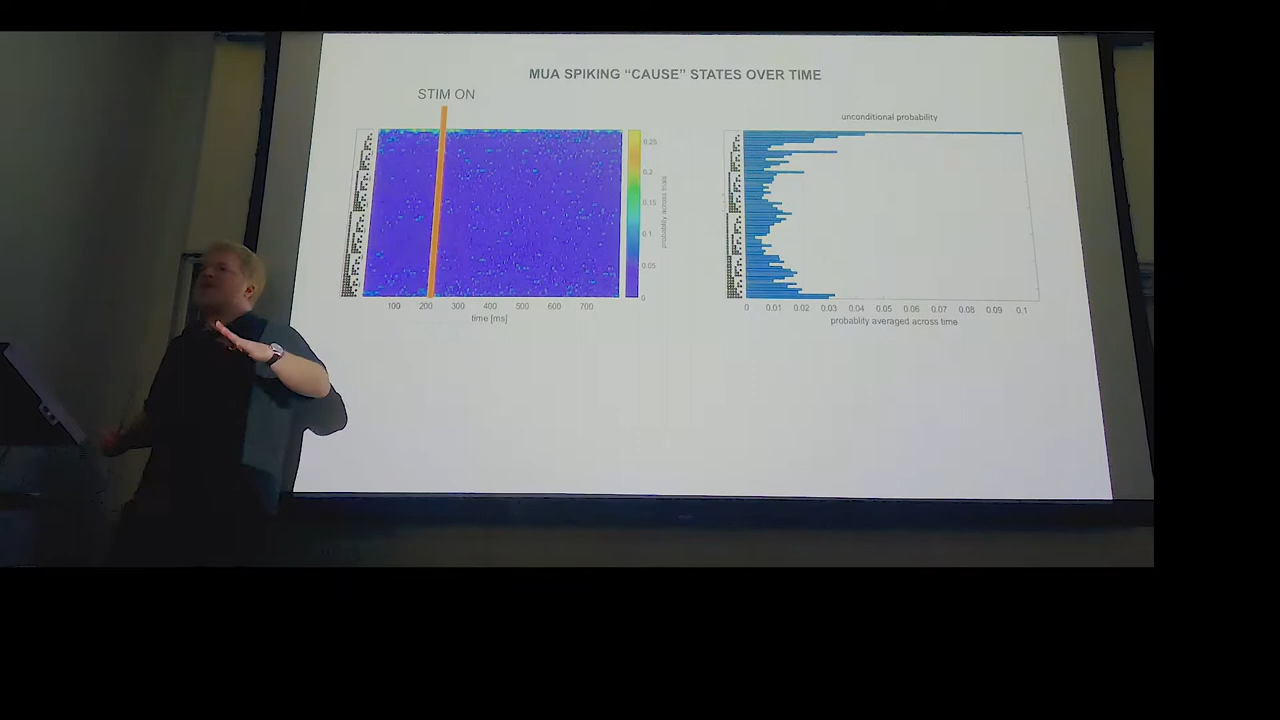 MUA SPIKING “CAUSE” STATES OVER TIME
STIM ON
0.25
0.2
0.15
0.1
0.05
0
probablity across trials
100 200 300 400 500 600 700
time [ms]
unconditional probability
0 0.01 0.02 0.03 0.04 0.05 0.06 0.07 0.08 0.09 0.1
probablity averaged across time